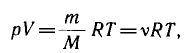 pV = m/M RT = νRT,